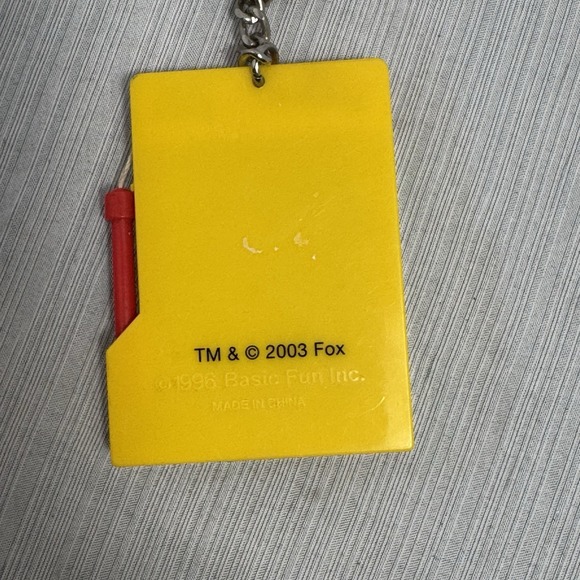 TM & © 2003 Fox
©1996 Basic Fun Inc.
MADE IN CHINA